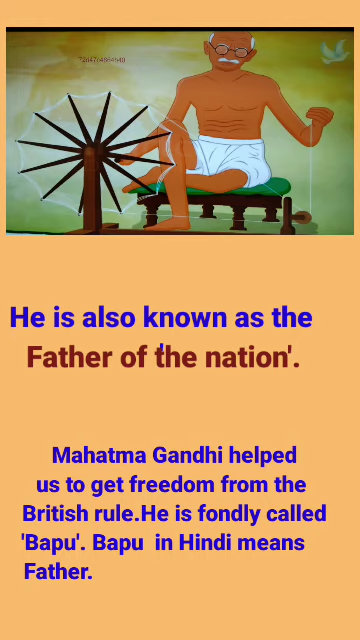 He is also known as the
'
Father of the nation'.
Mahatma Gandhi helped
us to get freedom from the
British rule.He is fondly called
'Bapu'. Bapu in Hindi means
Father.